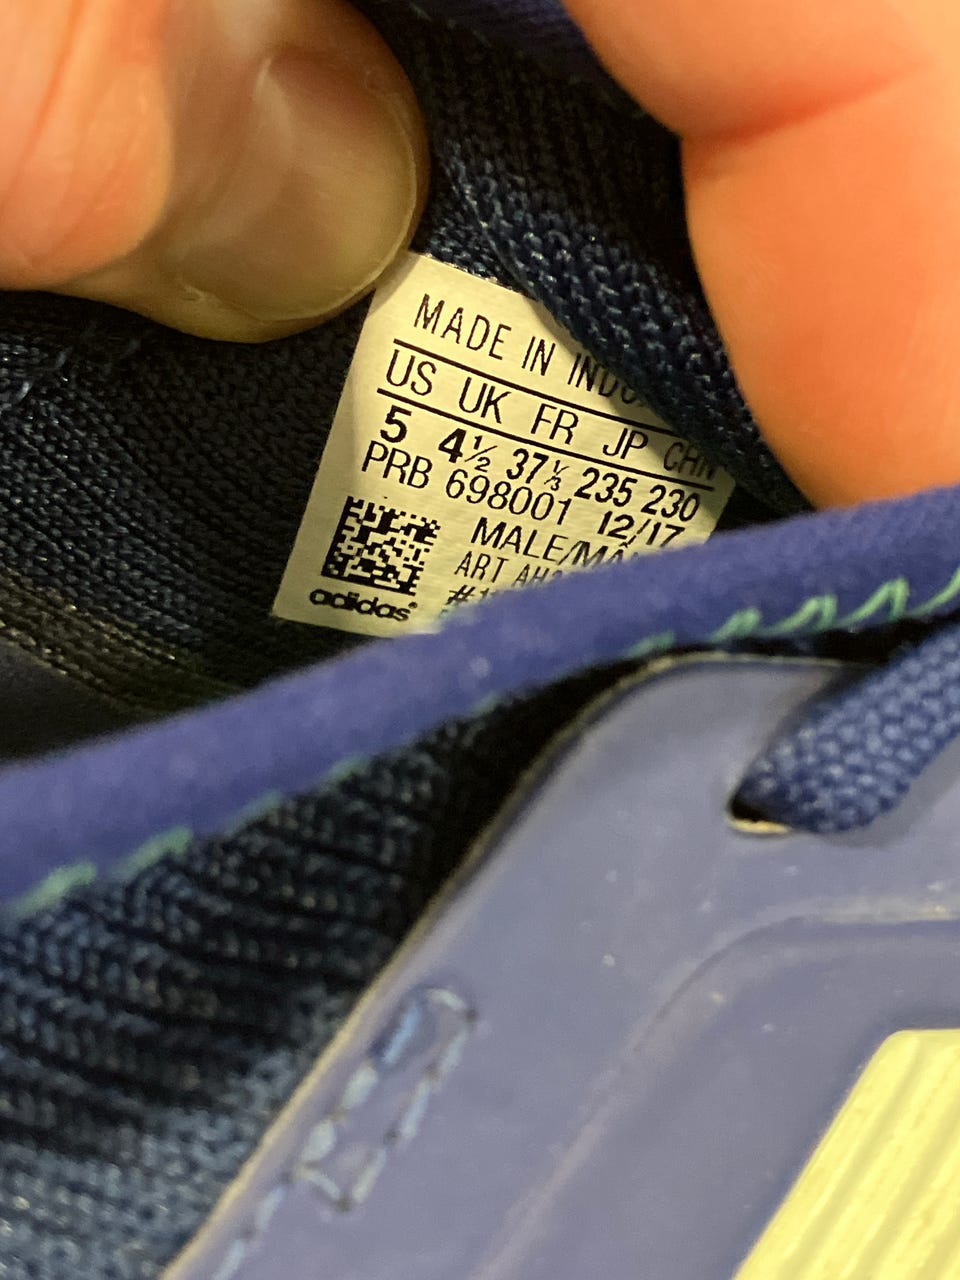 MADE IN
US UK FR JP CHN
5 4½ 37⅓ 235 230
PRB 698001 12/17
MALE/
ART
adidas